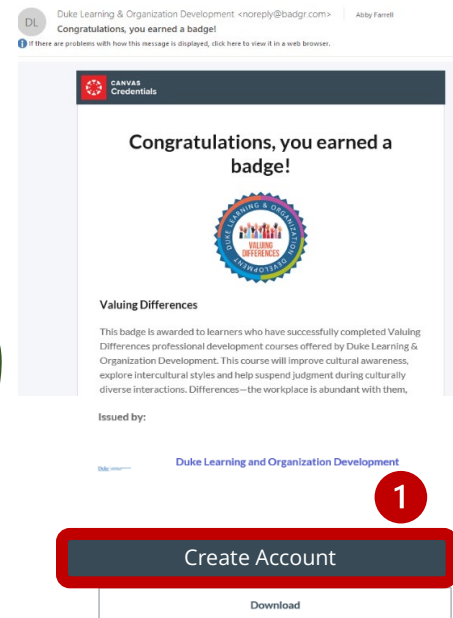 DL
Duke Learning & Organization Development <noreply@badgr.com>
Abby Farrell
Congratulations, you earned a badge!
If there are problems with how this message is displayed, click here to view it in a web browser.
CANVAS
Credentials
Congratulations, you earned a
badge!
DUKE LEARNING & ORGANIZATION
VALUING
DIFFERENCES
DEVELOPMENT
Valuing Differences
This badge is awarded to learners who have successfully completed Valuing
Differences professional development courses offered by Duke Learning &
Organization Development. This course will improve cultural awareness,
explore intercultural styles and help suspend judgment during culturally
diverse interactions. Differences—the workplace is abundant with them,
Issued by:
Duke
Duke Learning and Organization Development
1
Create Account
Download